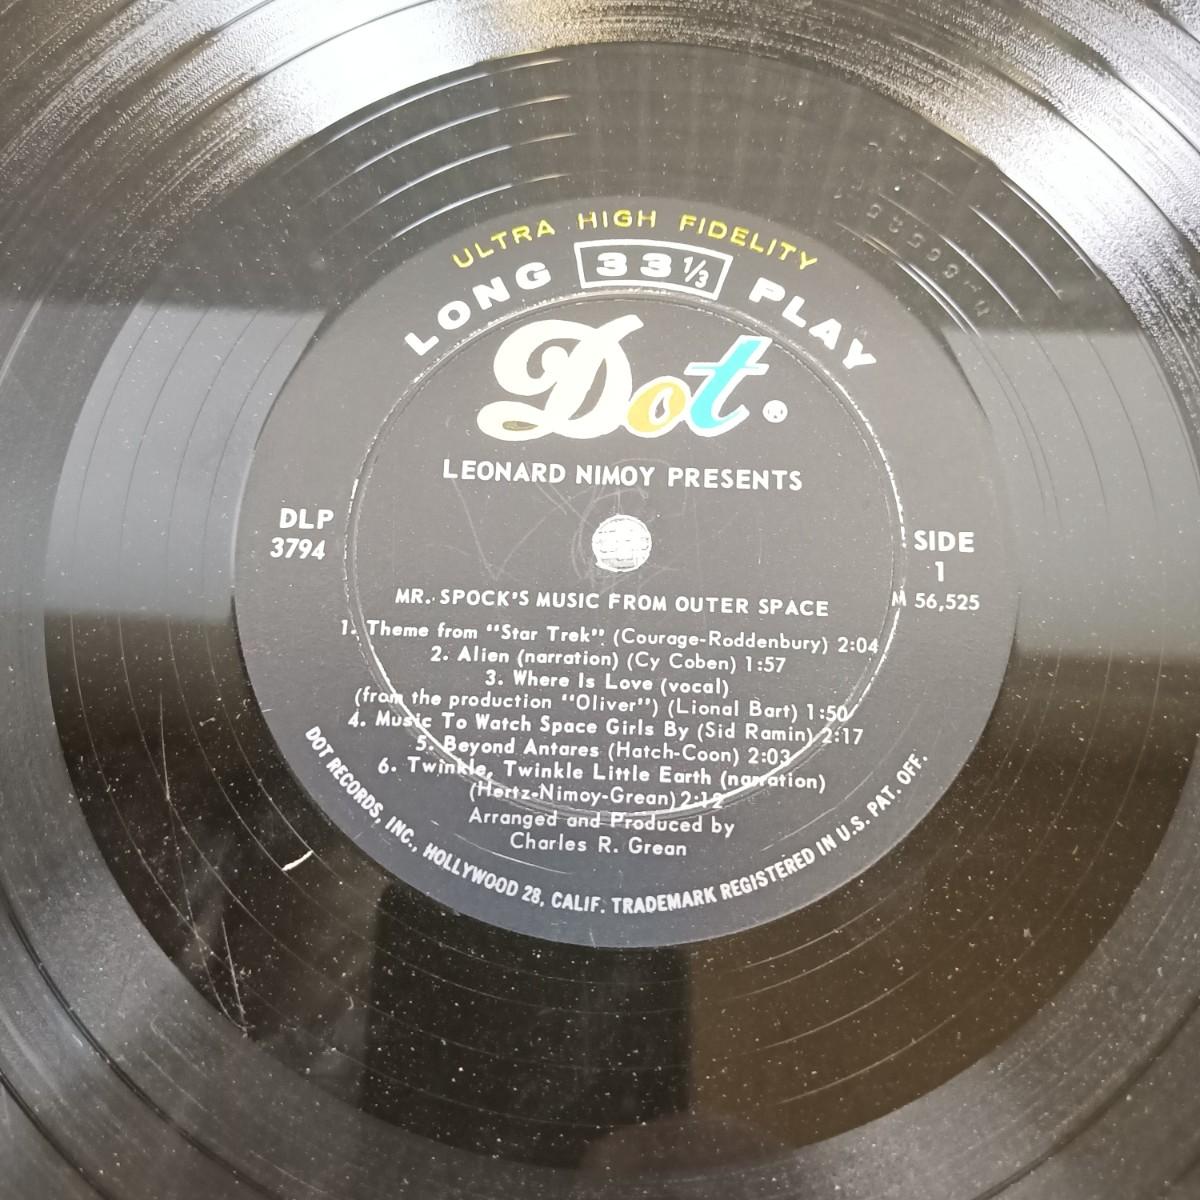 ULTRA HIGH FIDELITY
LONG 33 1/3 PLAY
Dot ®
LEONARD NIMOY PRESENTS
DLP
3794
SIDE
1
M 56,525
MR. SPOCK'S MUSIC FROM OUTER SPACE
1. Theme from "Star Trek" (Courage-Roddenbury) 2:04
2. Alien (narration) (Cy Coben) 1:57
3. Where Is Love (vocal)
(from the production "Oliver") (Lional Bart) 1:50
4. Music To Watch Space Girls By (Sid Ramin) 2:17
5. Beyond Antares (Hatch-Coon) 2:03
6. Twinkle, Twinkle Little Earth (narration)
(Hertz-Nimoy-Grean) 2:12
Arranged and Produced by
Charles R. Grean
DOT RECORDS, INC., HOLLYWOOD 28, CALIF. TRADEMARK REGISTERED IN U.S. PAT. OFF.